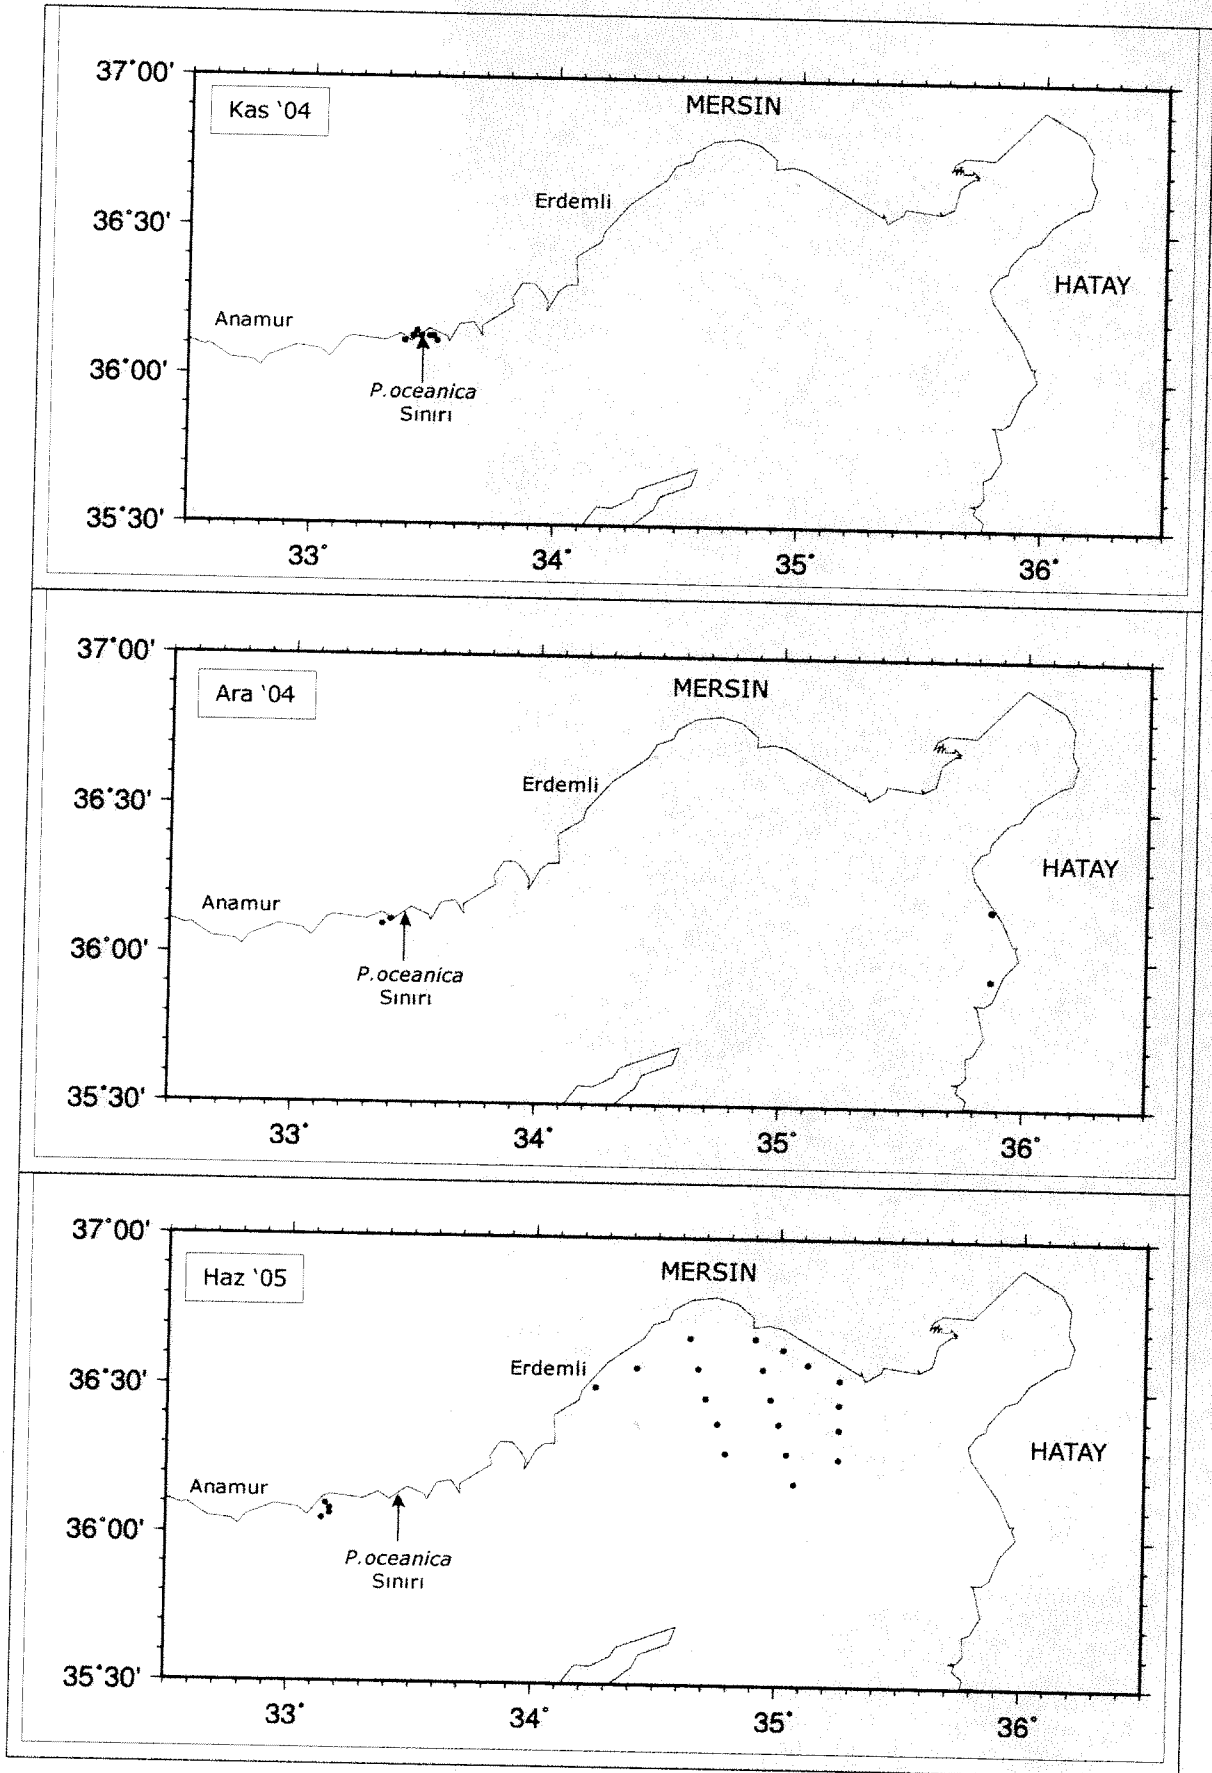 37°00'
Kas '04
MERSIN
Erdemli
36°30'
HATAY
Anamur
36°00'
P.oceanica
Sınırı
35°30'
33° 34° 35° 36°
37°00'
Ara '04
MERSIN
Erdemli
36°30'
HATAY
Anamur
36°00'
P.oceanica
Sınırı
35°30'
33° 34° 35° 36°
37°00'
Haz '05
MERSIN
Erdemli
36°30'
HATAY
Anamur
36°00'
P.oceanica
Sınırı
35°30'
33° 34° 35° 36°